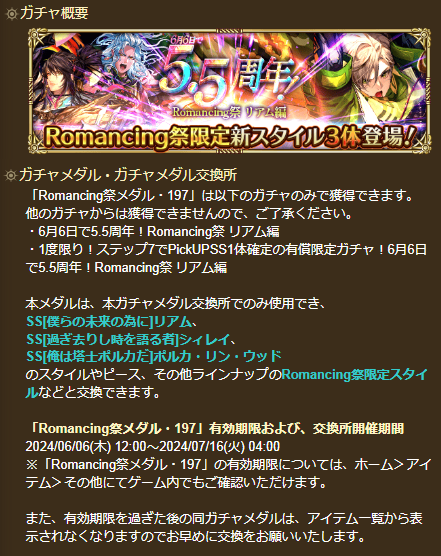 ガチャ概要
6月6日で
5.5周年!
Romancing祭 リアム編
Romancing祭限定新スタイル3体登場!
ガチャメダル・ガチャメダル交換所
「Romancing祭メダル・197」は以下のガチャのみで獲得できます。
他のガチャからは獲得できませんので、ご了承ください。
・6月6日で5.5周年！Romancing祭 リアム編
・1度限り！ステップ7でPickUPSS1体確定の有償限定ガチャ！6月6
日で5.5周年！Romancing祭 リアム編
本メダルは、本ガチャメダル交換所でのみ使用でき、
SS[僕らの未来の為に]リアム、
SS[過ぎ去りし時を語る者]シィレイ、
SS[俺は塔士ポルカだ]ポルカ・リン・ウッド
のスタイルやピース、その他ラインナップのRomancing祭限定スタイ
ルなどと交換できます。
「Romancing祭メダル・197」有効期限および、交換所開催期間
2024/06/06(木) 12:00～2024/07/16(火) 04:00
※「Romancing祭メダル・197」の有効期限については、ホーム＞アイ
テム＞その他にてゲーム内でもご確認いただけます。
また、有効期限を過ぎた後の同ガチャメダルは、アイテム一覧から表
示されなくなりますのでお早めに交換をお願いいたします。